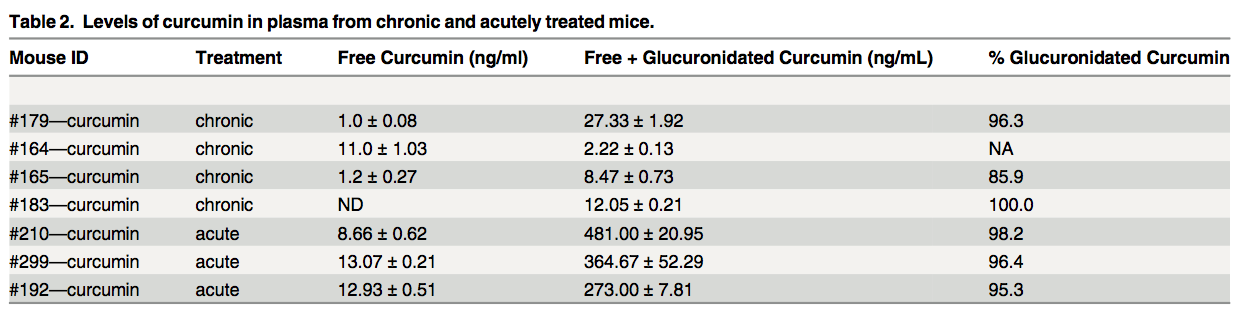 Table 2. Levels of curcumin in plasma from chronic and acutely treated mice.
Mouse ID Treatment Free Curcumin (ng/ml) Free + Glucuronidated Curcumin (ng/mL) % Glucuronidated Curcumin
#179—curcumin chronic 1.0 ± 0.08 27.33 ± 1.92 96.3
#164—curcumin chronic 11.0 ± 1.03 2.22 ± 0.13 NA
#165—curcumin chronic 1.2 ± 0.27 8.47 ± 0.73 85.9
#183—curcumin chronic ND 12.05 ± 0.21 100.0
#210—curcumin acute 8.66 ± 0.62 481.00 ± 20.95 98.2
#299—curcumin acute 13.07 ± 0.21 364.67 ± 52.29 96.4
#192—curcumin acute 12.93 ± 0.51 273.00 ± 7.81 95.3